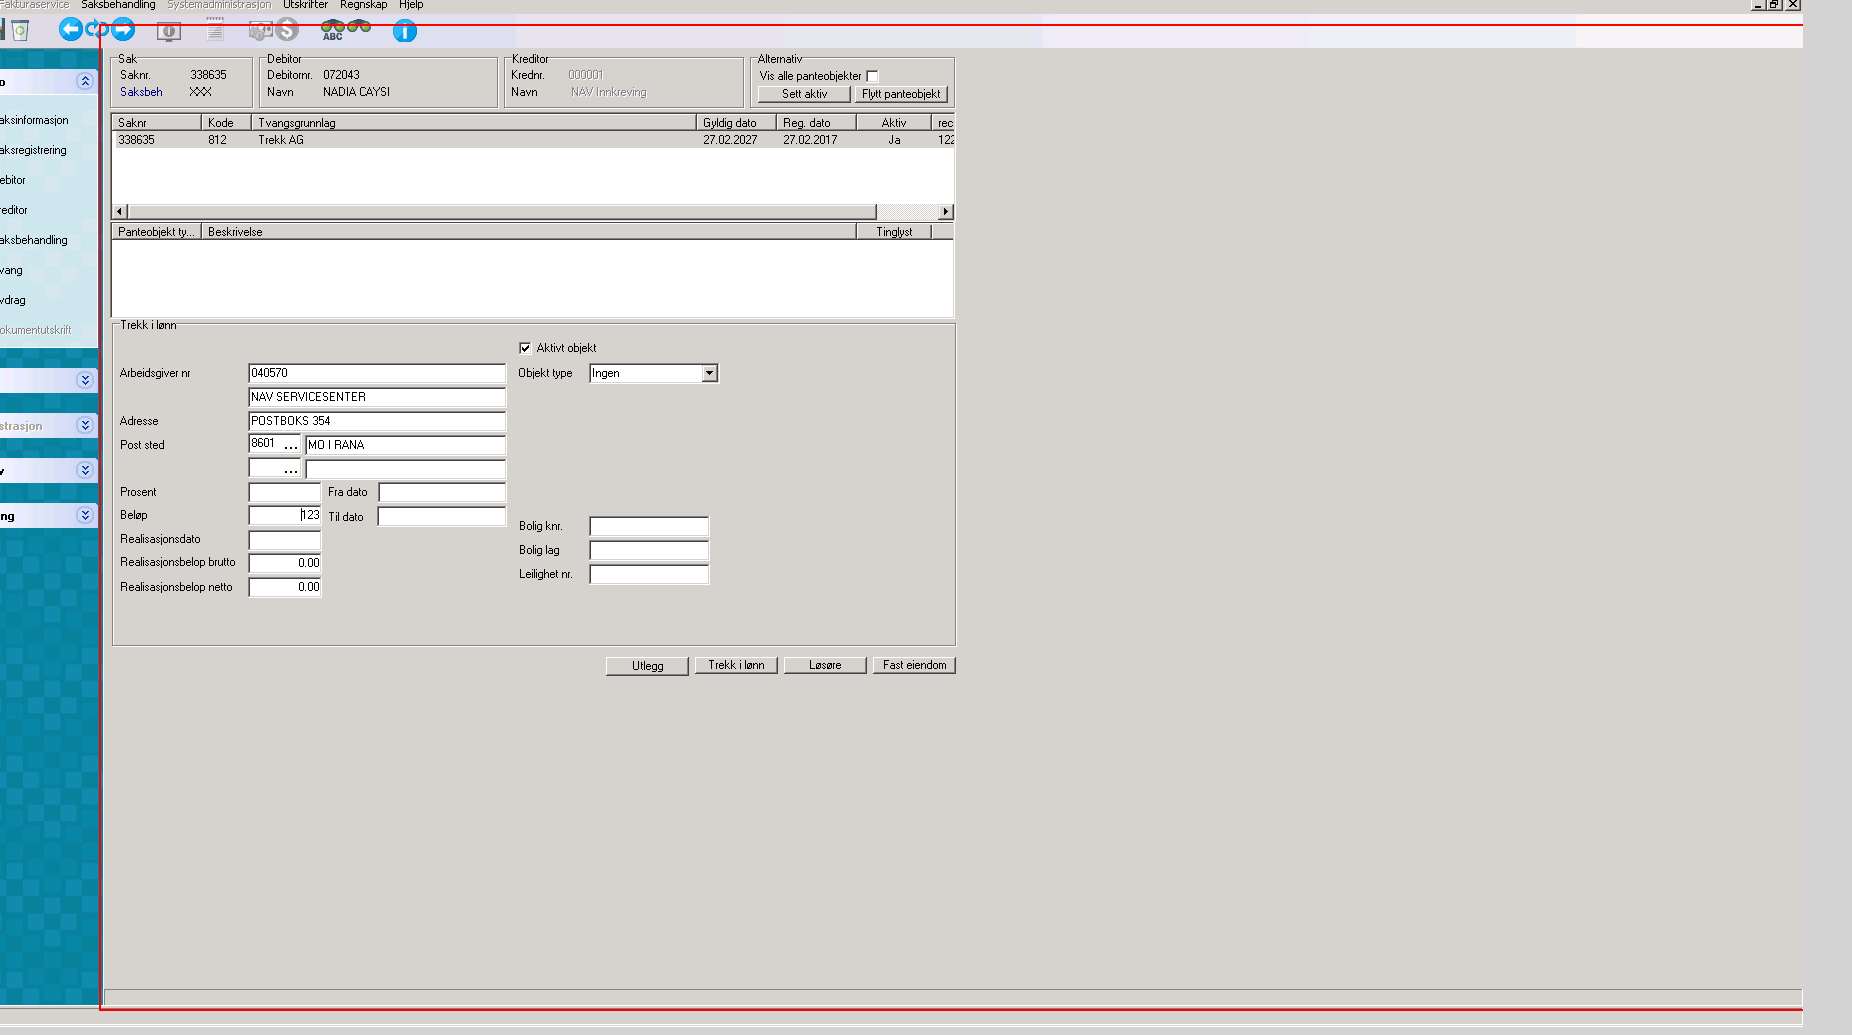 Fakturaservice Saksbehandling Systemadministrasjon Utskrifter Regnskap Hjelp
ABC
Sak
Saknr. 338635
Saksbeh XXX
Debitor
Debitornr. 072043
Navn NADIA CAYSI
Kreditor
Krednr. 000001
Navn NAV Innkreving
Alternativ
Vis alle panteobjekter
Sett aktiv Flytt panteobjekt
o
aksinformasjon
aksregistrering
ebitor
reditor
aksbehandling
vang
vdrag
okumentutskrift
strasjon
v
ng
Saknr Kode Tvangsgrunnlag Gyldig dato Reg. dato Aktiv rec
338635 812 Trekk AG 27.02.2027 27.02.2017 Ja 122
Panteobjekt ty... Beskrivelse Tinglyst
Trekk i lønn
Aktivt objekt
Arbeidsgiver nr 040570 Objekt type Ingen
NAV SERVICESENTER
Adresse POSTBOKS 354
Post sted 8601 ... MO I RANA
...
Prosent Fra dato
Beløp 123 Til dato
Bolig knr.
Realisasjonsdato
Bolig lag
Realisasjonsbelop brutto 0.00
Leilighet nr.
Realisasjonsbelop netto 0.00
Utlegg Trekk i lønn Løsøre Fast eiendom